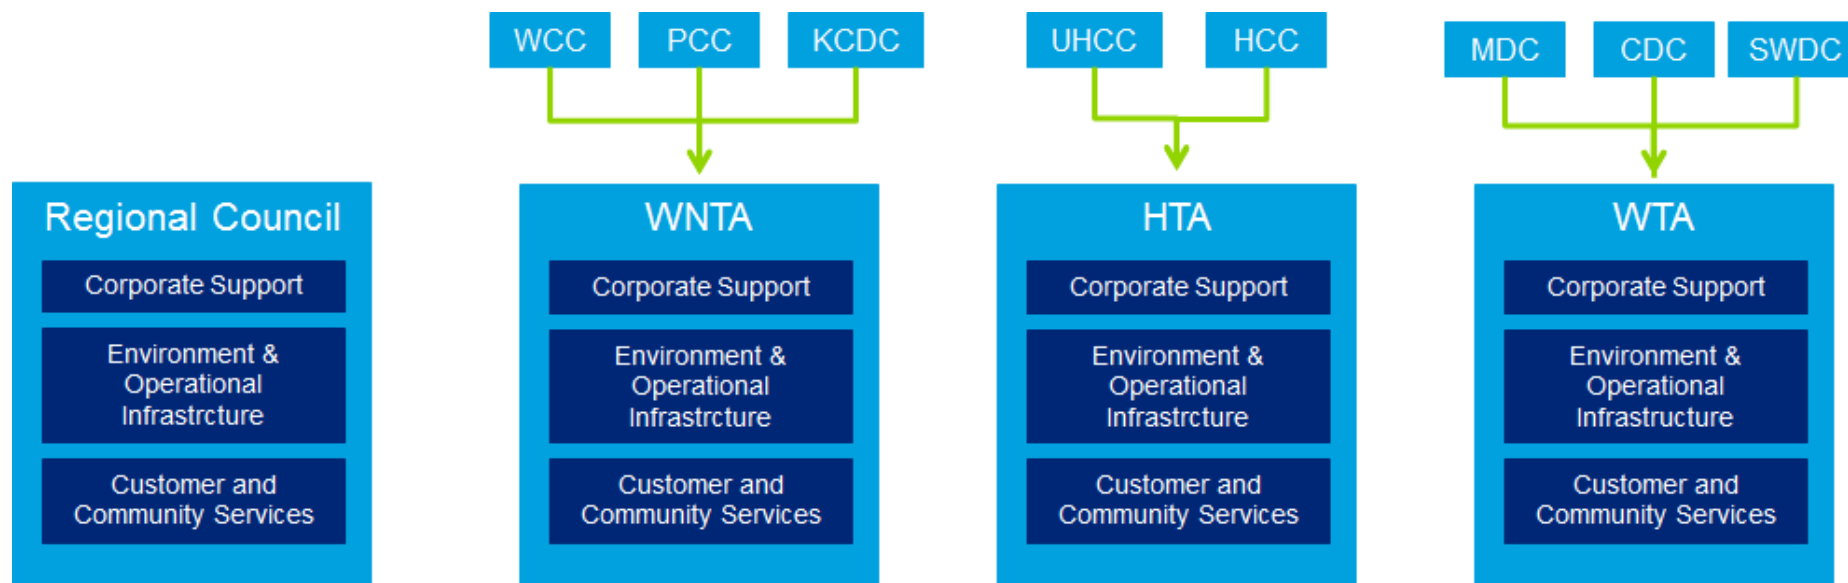 WCC
PCC
KCDC
UHCC
HCC
MDC
CDC
SWDC
Regional Council
Corporate Support
Environment &
Operational
Infrastrcture
Customer and
Community Services
WNTA
Corporate Support
Environment &
Operational
Infrastrcture
Customer and
Community Services
HTA
Corporate Support
Environment &
Operational
Infrastrcture
Customer and
Community Services
WTA
Corporate Support
Environment &
Operational
Infrastructure
Customer and
Community Services